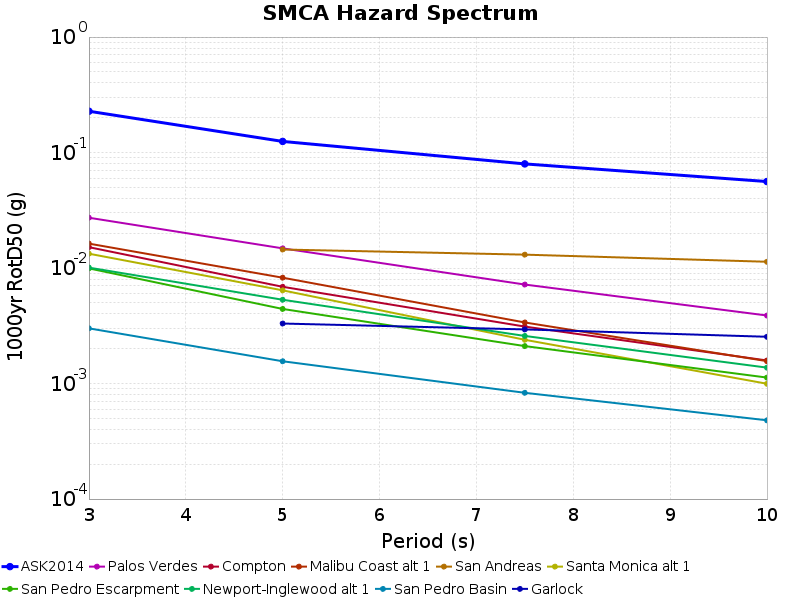 SMCA Hazard Spectrum
1000yr RotD50 (g)
10^0
10^-1
10^-2
10^-3
10^-4
3 4 5 6 7 8 9 10
Period (s)
ASK2014 Palos Verdes Compton Malibu Coast alt 1 San Andreas Santa Monica alt 1
San Pedro Escarpment Newport-Inglewood alt 1 San Pedro Basin Garlock